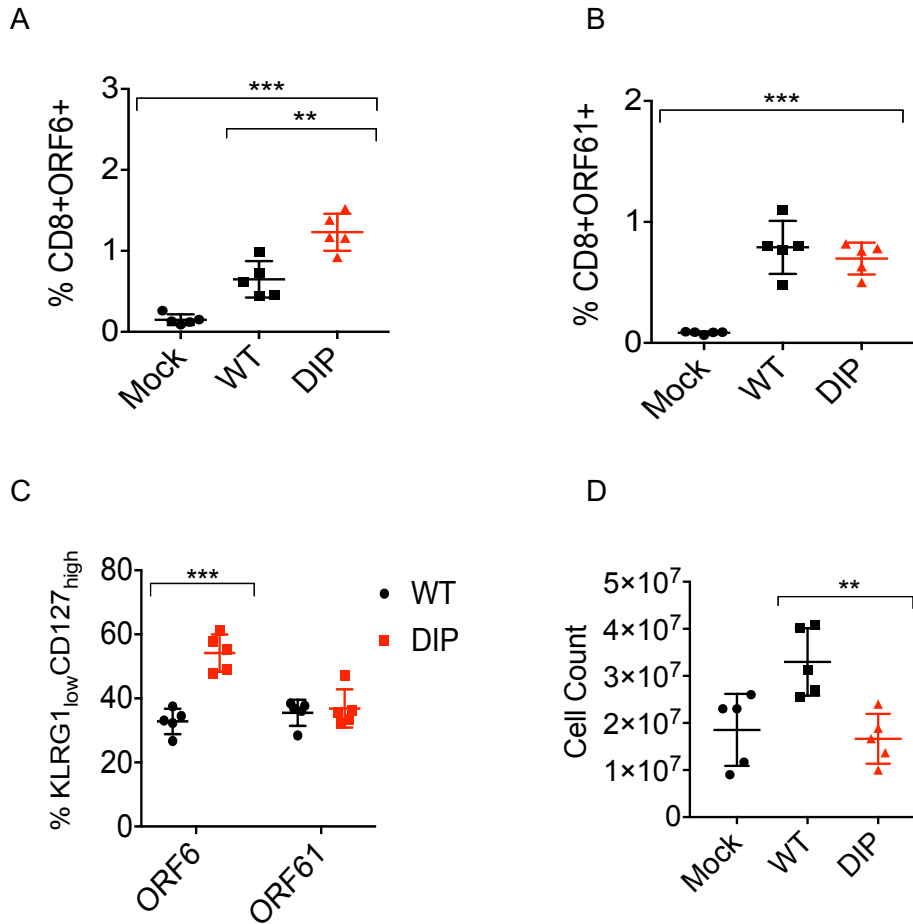 A
B
% CD8+ORF6+
3
2
1
0
***
**
Mock
WT
DIP
% CD8+ORF61+
2
1
0
***
Mock
WT
DIP
C
D
% KLRG1lowCD127high
80
60
40
20
0
***
ORF6
ORF61
WT
DIP
Cell Count
5×10⁷
4×10⁷
3×10⁷
2×10⁷
1×10⁷
0
**
Mock
WT
DIP